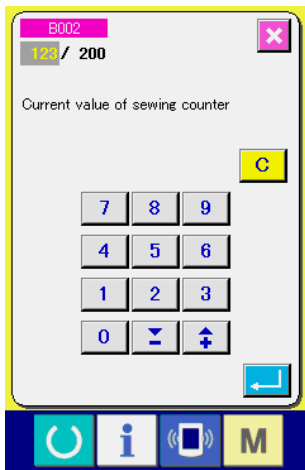 B002
123/ 200
Current value of sewing counter
C
7 8 9
4 5 6
1 2 3
0
i M